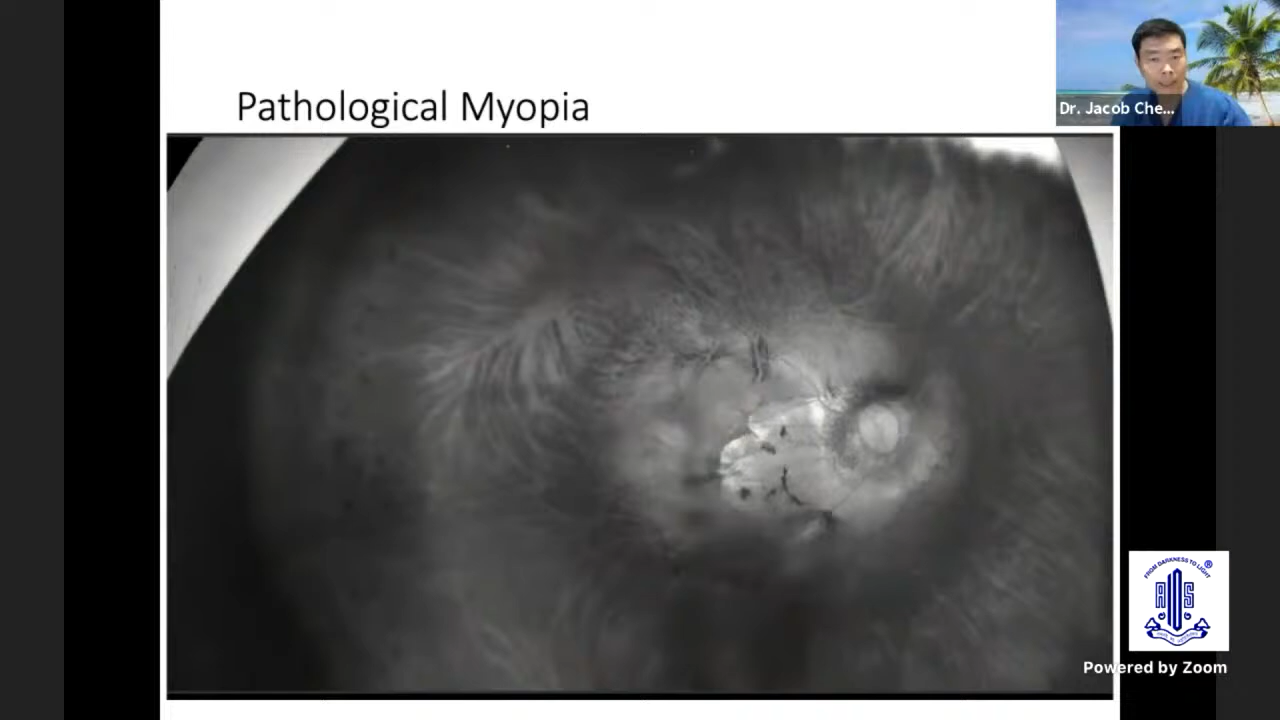 Pathological Myopia
Dr. Jacob Che...
FROM DARKNESS TO LIGHT
®
Powered by Zoom